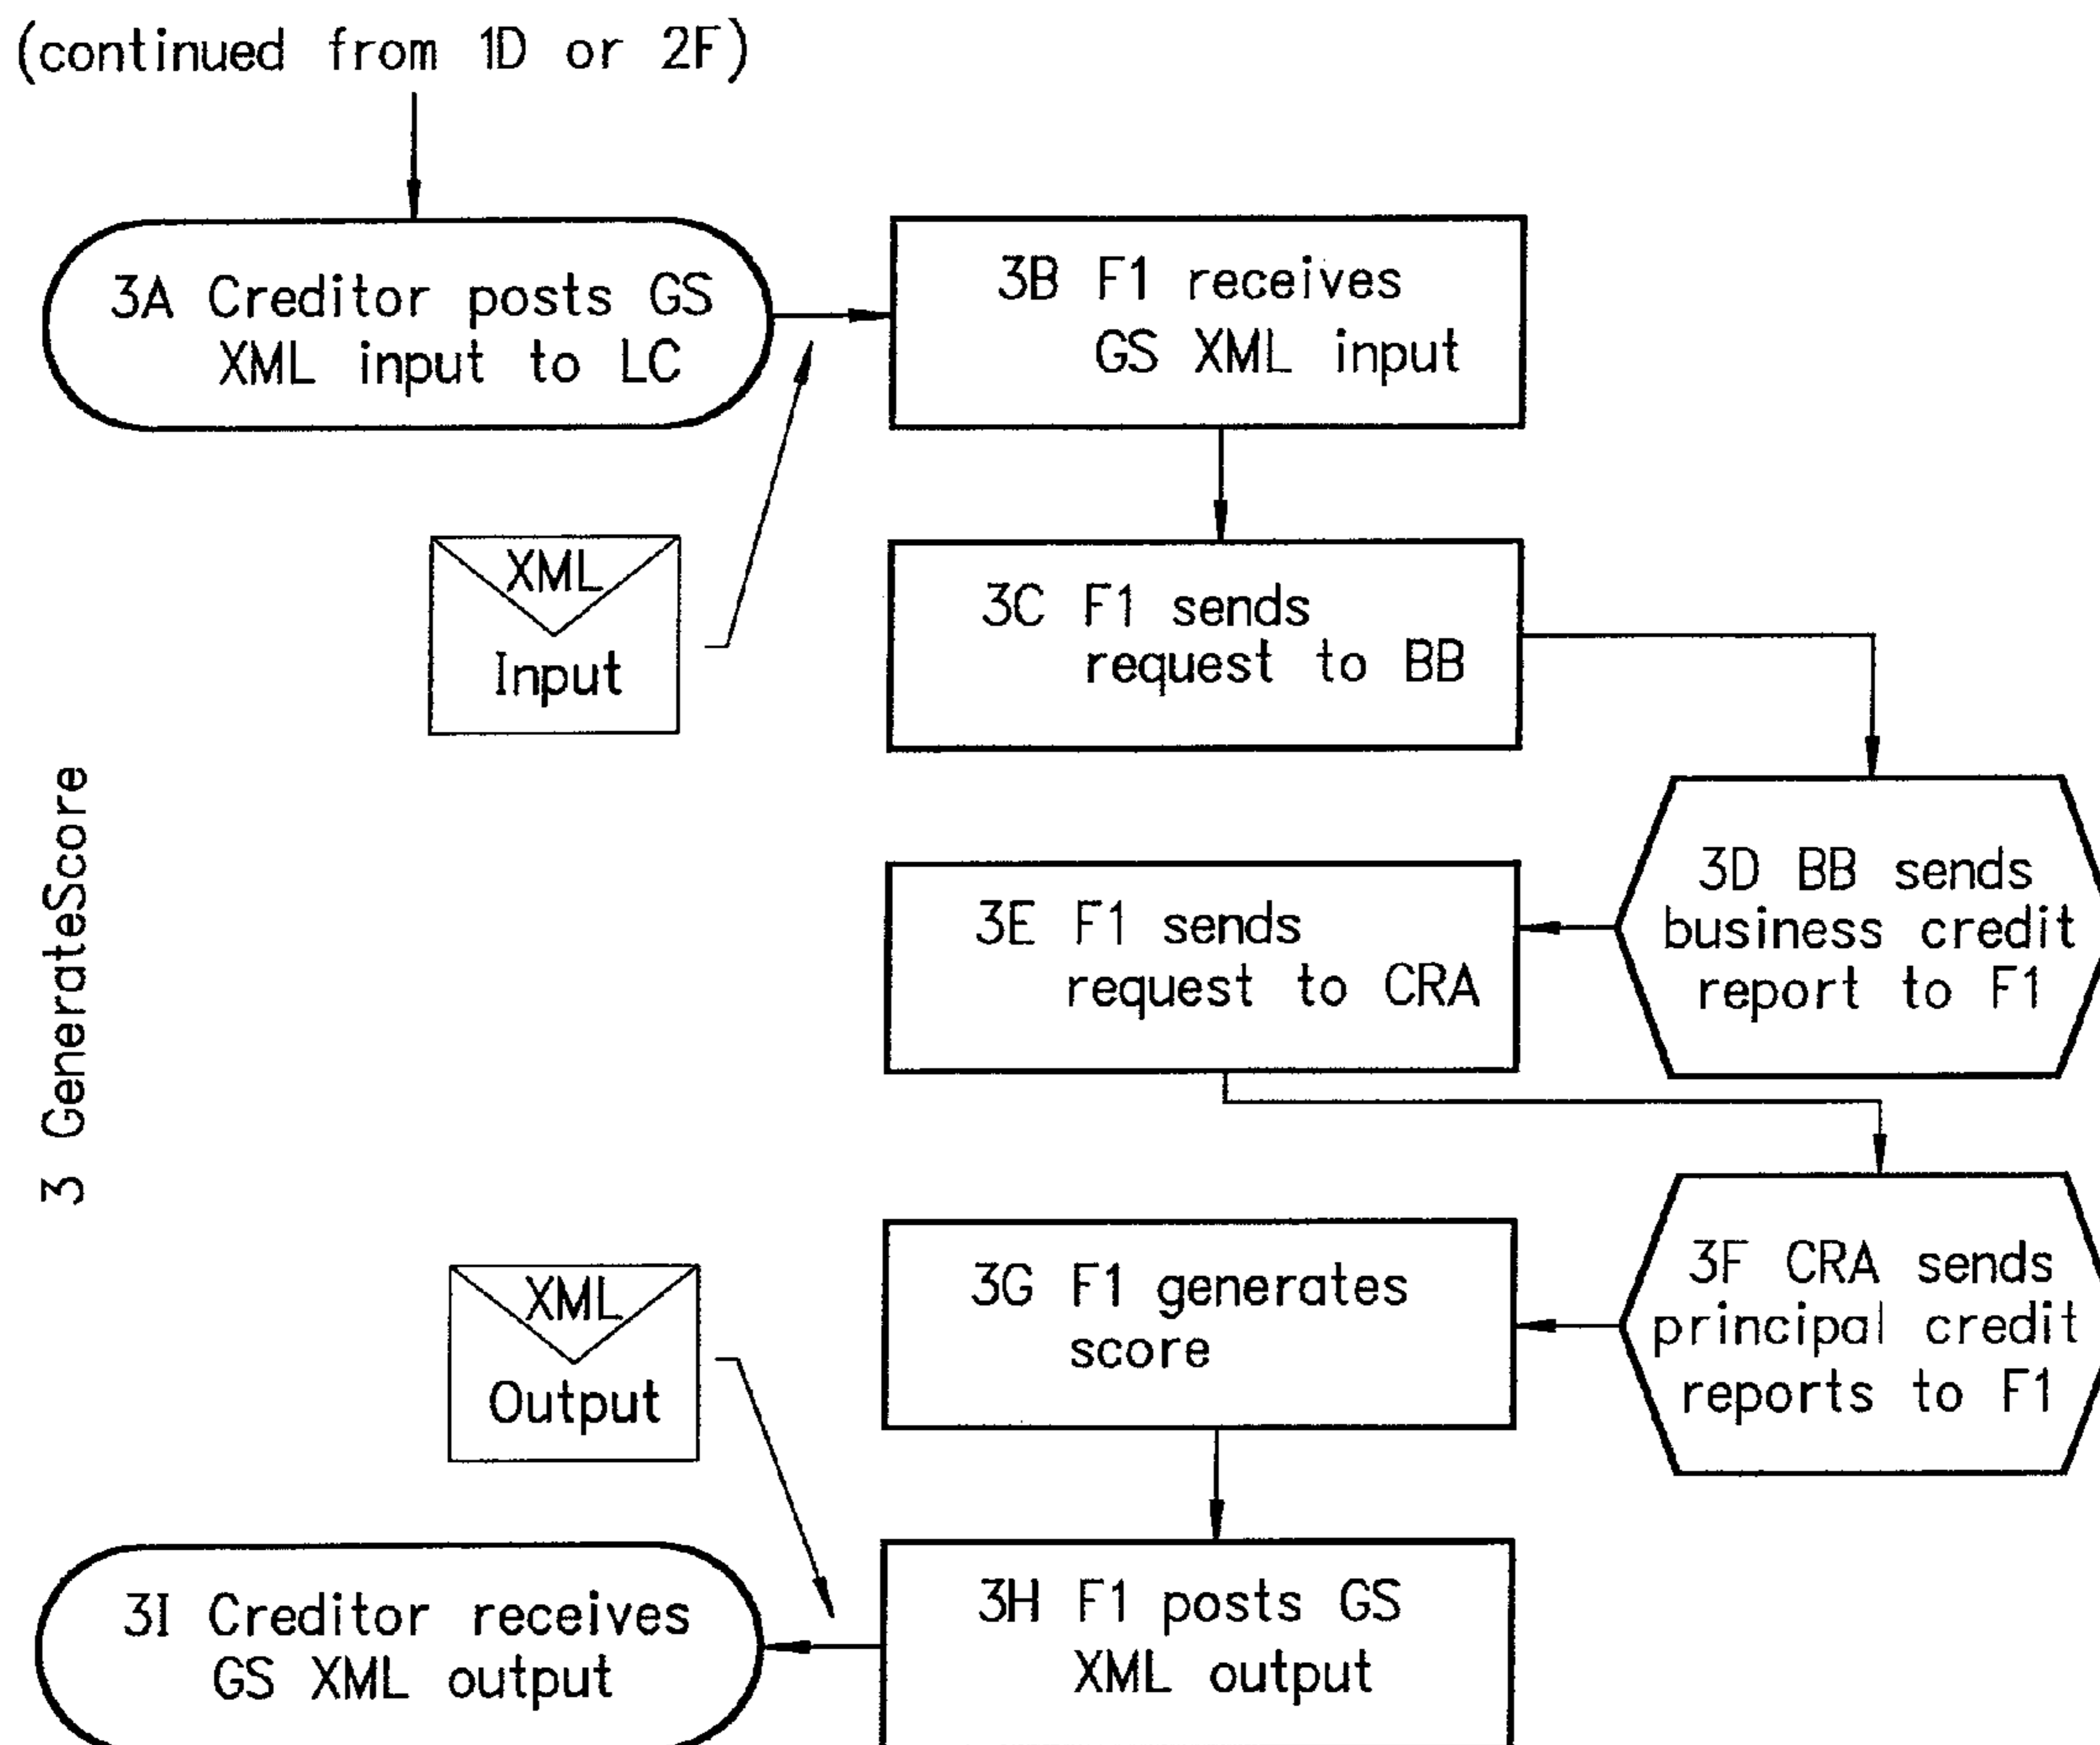 (continued from 1D or 2F)
3A Creditor posts GS
XML input to LC
3B F1 receives
GS XML input
XML
Input
3C F1 sends
request to BB
3D BB sends
business credit
report to F1
3E F1 sends
request to CRA
3 GenerateScore
3F CRA sends
principal credit
reports to F1
3G F1 generates
score
XML
Output
3H F1 posts GS
XML output
3I Creditor receives
GS XML output